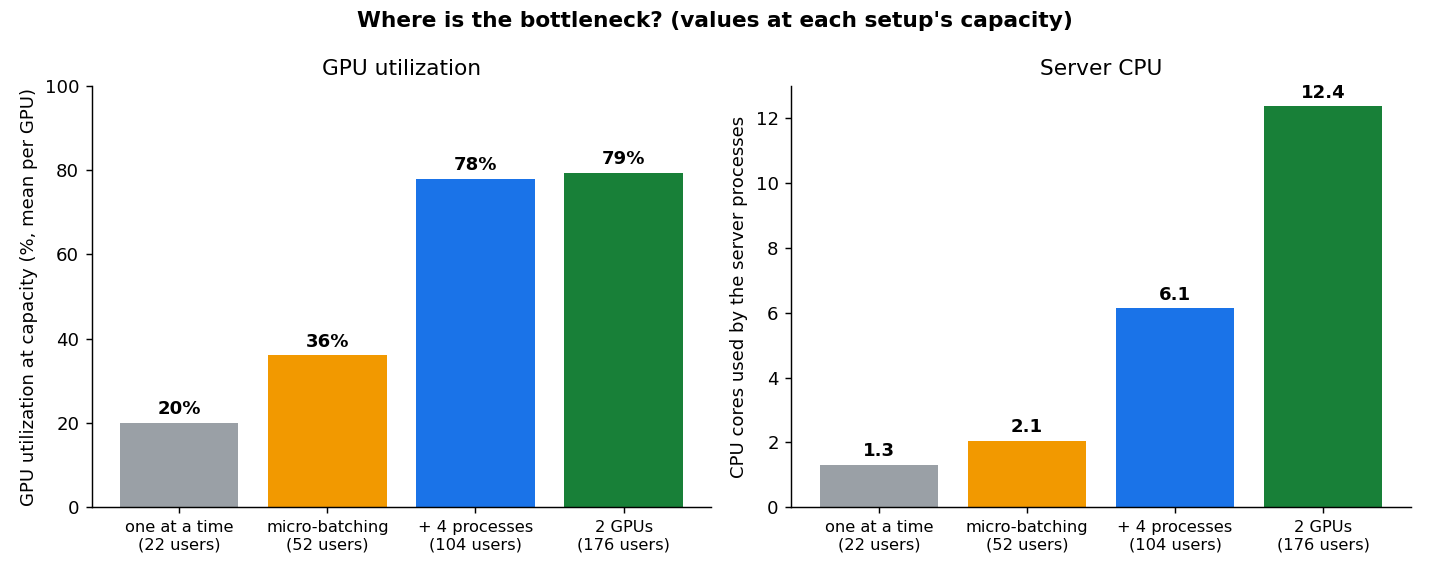 Where is the bottleneck? (values at each setup's capacity)
GPU utilization
GPU utilization at capacity (%, mean per GPU)
100
80
60
40
20
0
20%
36%
78%
79%
one at a time
(22 users)
micro-batching
(52 users)
+ 4 processes
(104 users)
2 GPUs
(176 users)
Server CPU
CPU cores used by the server processes
12
10
8
6
4
2
0
1.3
2.1
6.1
12.4
one at a time
(22 users)
micro-batching
(52 users)
+ 4 processes
(104 users)
2 GPUs
(176 users)